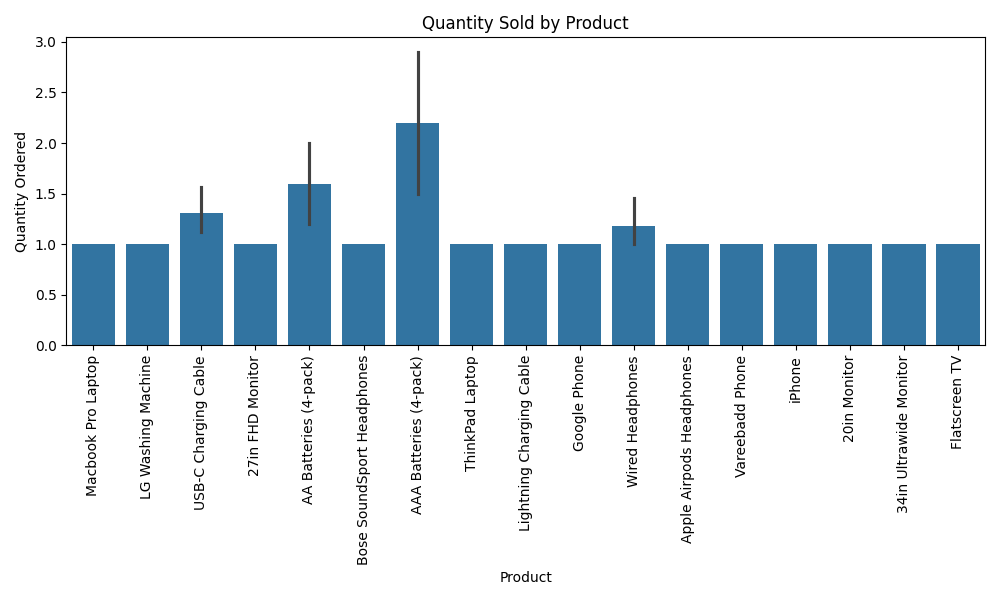 Quantity Sold by Product
Quantity Ordered
3.0
2.5
2.0
1.5
1.0
0.5
0.0
Macbook Pro Laptop
LG Washing Machine
USB-C Charging Cable
27in FHD Monitor
AA Batteries (4-pack)
Bose SoundSport Headphones
AAA Batteries (4-pack)
ThinkPad Laptop
Lightning Charging Cable
Google Phone
Wired Headphones
Apple Airpods Headphones
Vareebadd Phone
iPhone
20in Monitor
34in Ultrawide Monitor
Flatscreen TV
Product